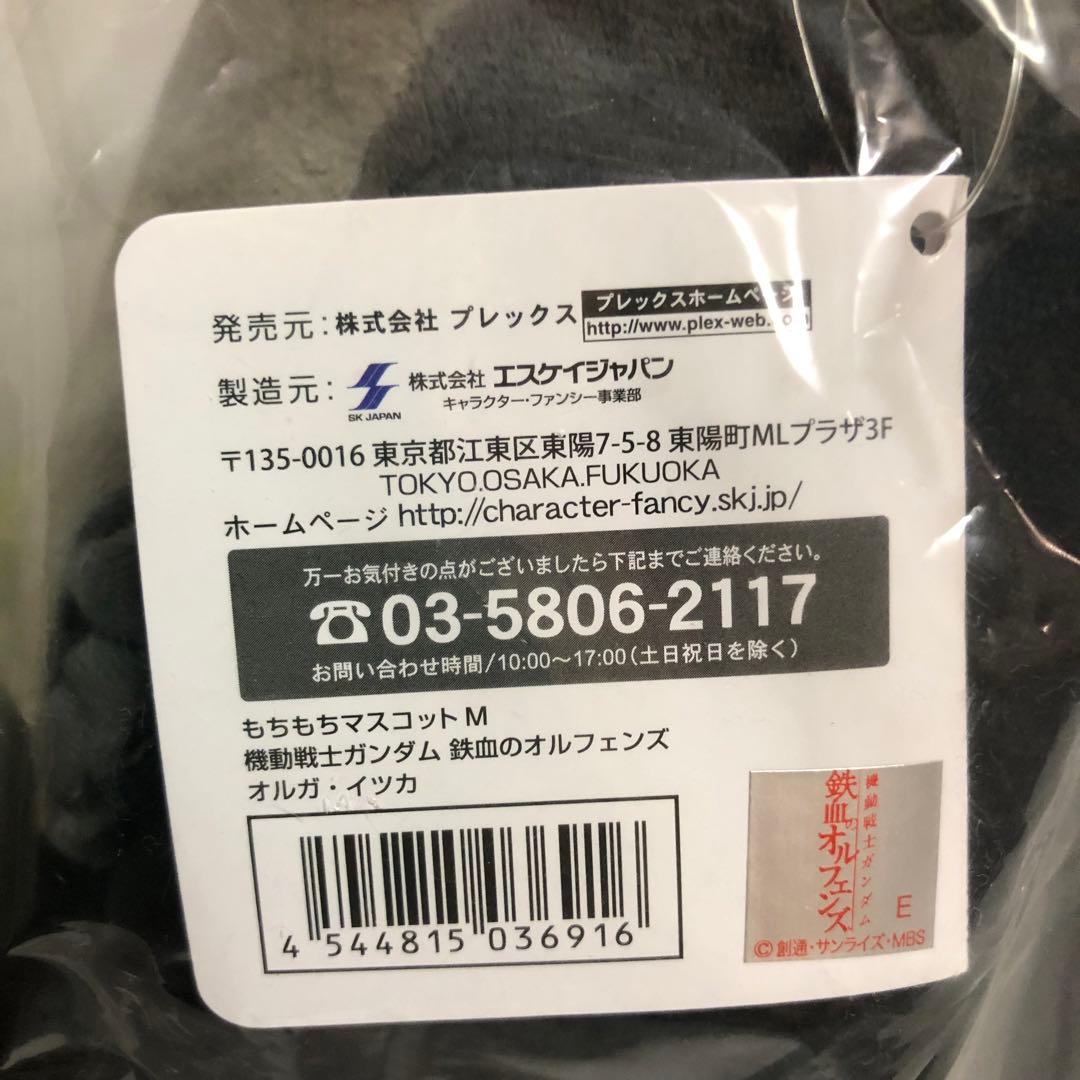 発売元：株式会社 プレックス
プレックスホームページ
http://www.plex-web.com
製造元：
SK JAPAN
株式会社 エスケイジャパン
キャラクター・ファンシー事業部
〒135-0016 東京都江東区東陽7-5-8 東陽町MLプラザ3F
TOKYO.OSAKA.FUKUOKA
ホームページ http://character-fancy.skj.jp/
万一お気付きの点がございましたら下記までご連絡ください。
☎03-5806-2117
お問い合わせ時間/10:00～17:00（土日祝日を除く）
もちもちマスコット M
機動戦士ガンダム 鉄血のオルフェンズ
オルガ・イツカ
4 544815 036916
機動戦士ガンダム
鉄血のオルフェンズ
E
©創通・サンライズ・MBS